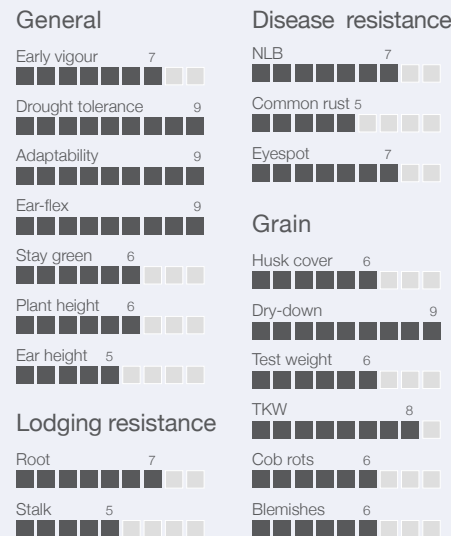 General
Early vigour 7
Drought tolerance 9
Adaptability 9
Ear-flex 9
Stay green 6
Plant height 6
Ear height 5
Lodging resistance
Root 7
Stalk 5
Disease resistance
NLB 7
Common rust 5
Eyespot 7
Grain
Husk cover 6
Dry-down 9
Test weight 6
TKW 8
Cob rots 6
Blemishes 6